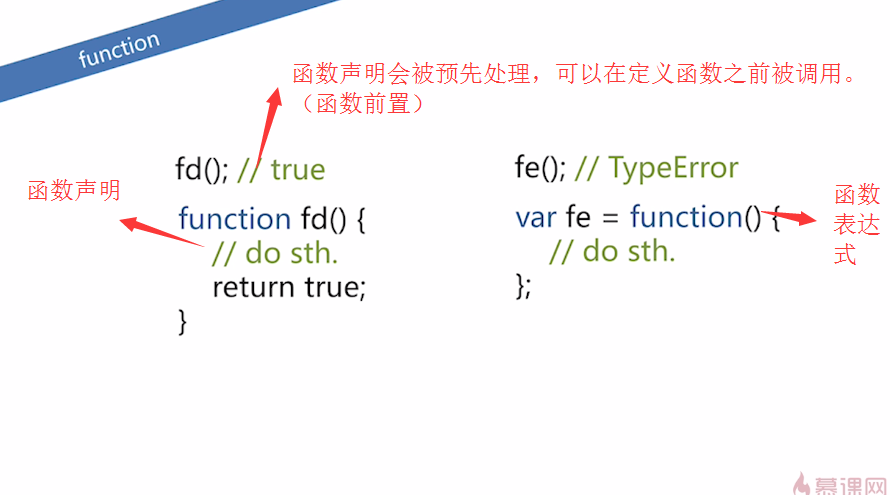 function
函数声明会被预先处理，可以在定义函数之前被调用。
（函数前置）
fd(); // true
函数声明
function fd() {
// do sth.
return true;
}
fe(); // TypeError
var fe = function() {
// do sth.
};
函数
表达
式
慕课网